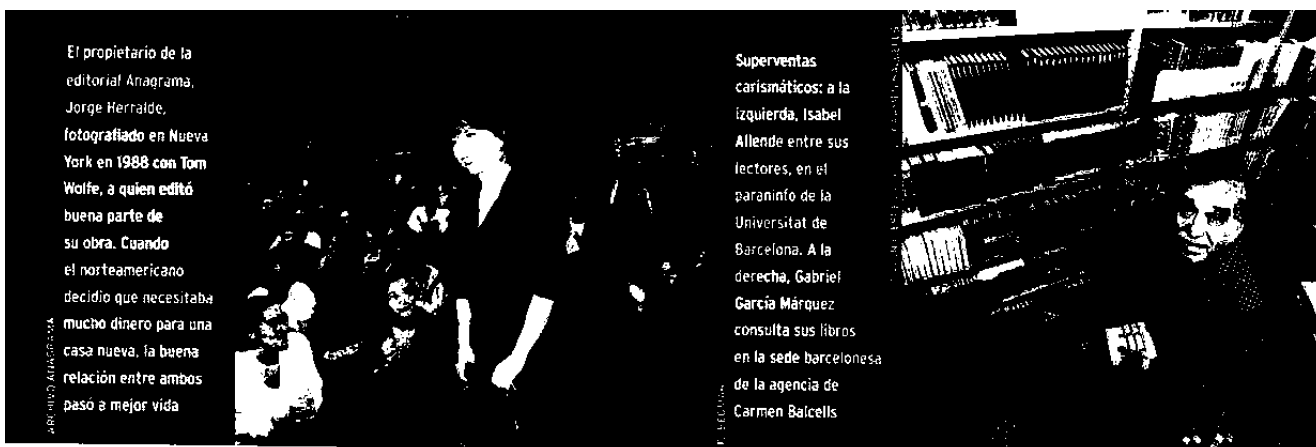 El propietario de la
editorial Anagrama,
Jorge Herralde,
fotografiado en Nueva
York en 1988 con Tom
Wolfe, a quien editó
buena parte de
su obra. Cuando
el norteamericano
decidio que necesitaba
mucho dinero para una
casa nueva, la buena
relación entre ambos
pasó a mejor vida
ARCHIVO ANAGRAMA
Superventas
carismáticos: a la
izquierda, Isabel
Allende entre sus
lectores, en el
paraninfo de la
Universitat de
Barcelona. A la
derecha, Gabriel
García Márquez
consulta sus libros
en la sede barcelonesa
de la agencia de
Carmen Balcells